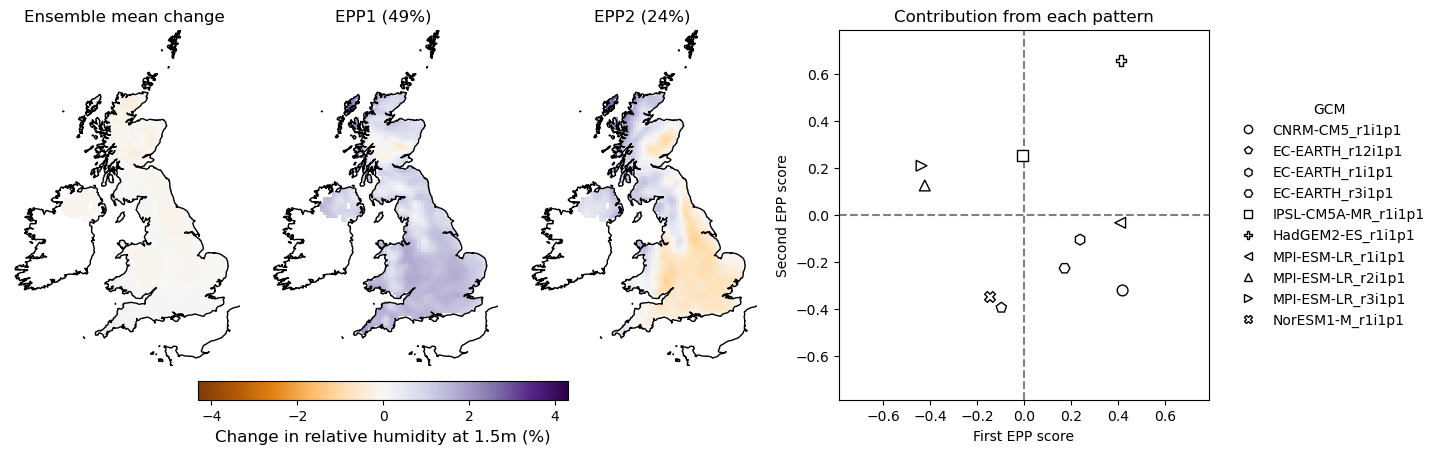 Ensemble mean change
EPP1 (49%)
EPP2 (24%)
Contribution from each pattern
−4
−2
0
2
4
Change in relative humidity at 1.5m (%)
Second EPP score
0.6
0.4
0.2
0.0
−0.2
−0.4
−0.6
−0.6
−0.4
−0.2
0.0
0.2
0.4
0.6
First EPP score
GCM
CNRM-CM5_r1i1p1
EC-EARTH_r12i1p1
EC-EARTH_r1i1p1
EC-EARTH_r3i1p1
IPSL-CM5A-MR_r1i1p1
HadGEM2-ES_r1i1p1
MPI-ESM-LR_r1i1p1
MPI-ESM-LR_r2i1p1
MPI-ESM-LR_r3i1p1
NorESM1-M_r1i1p1